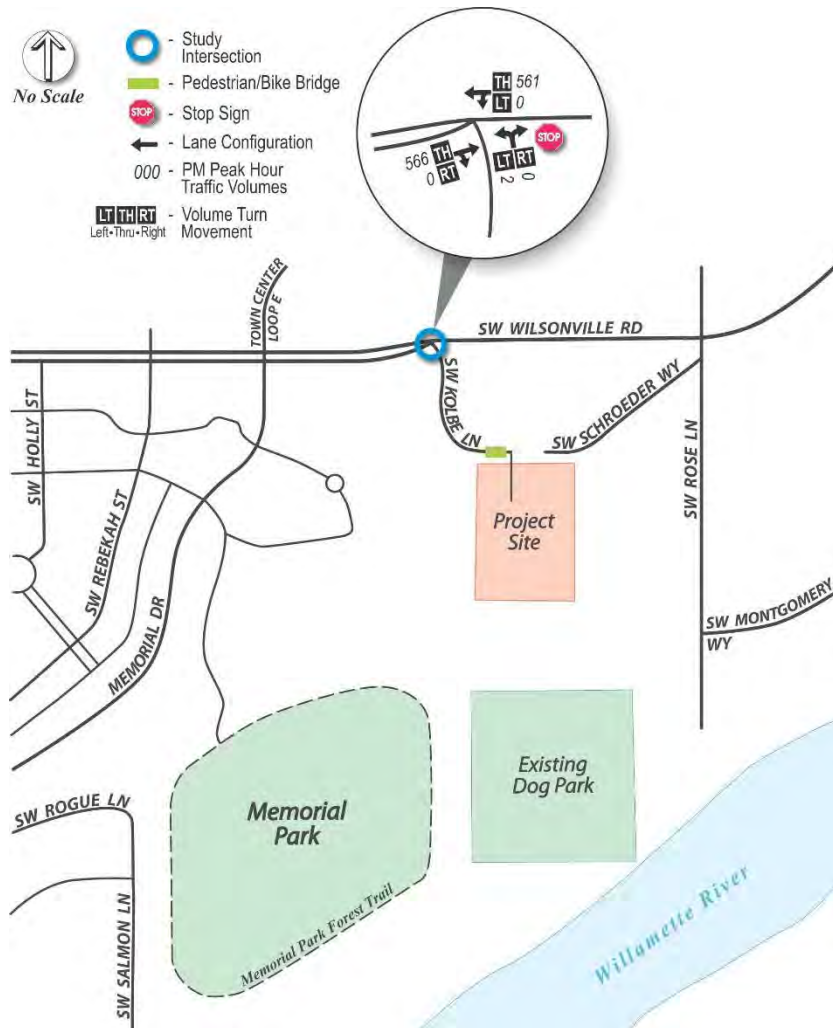 No Scale
- Study
Intersection
- Pedestrian/Bike Bridge
STOP - Stop Sign
- Lane Configuration
000 - PM Peak Hour
Traffic Volumes
LT TH RT - Volume Turn
Left•Thru•Right Movement
TH 561
LT 0
STOP
566 TH
0 RT
LT RT
2 0
TOWN CENTER
LOOP E
SW WILSONVILLE RD
SW KOLBE LN
SW SCHROEDER WY
SW HOLLY ST
SW REBEKAH ST
MEMORIAL DR
SW ROSE LN
Project
Site
SW MONTGOMERY
WY
Existing
Dog Park
Memorial
Park
SW ROGUE LN
SW SALMON LN
Memorial Park Forest Trail
Willamette River